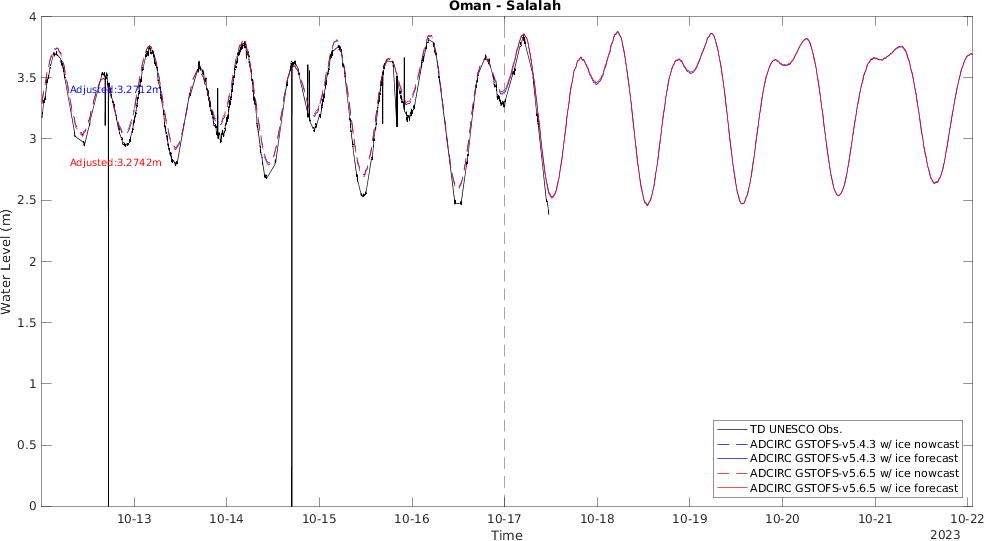 Oman - Salalah
4
3.5
3
2.5
2
1.5
1
0.5
0
Water Level (m)
Adjusted:3.2712m
Adjusted:3.2742m
TD UNESCO Obs.
ADCIRC GSTOFS-v5.4.3 w/ ice nowcast
ADCIRC GSTOFS-v5.4.3 w/ ice forecast
ADCIRC GSTOFS-v5.6.5 w/ ice nowcast
ADCIRC GSTOFS-v5.6.5 w/ ice forecast
10-13 10-14 10-15 10-16 10-17 10-18 10-19 10-20 10-21 10-22
Time
2023